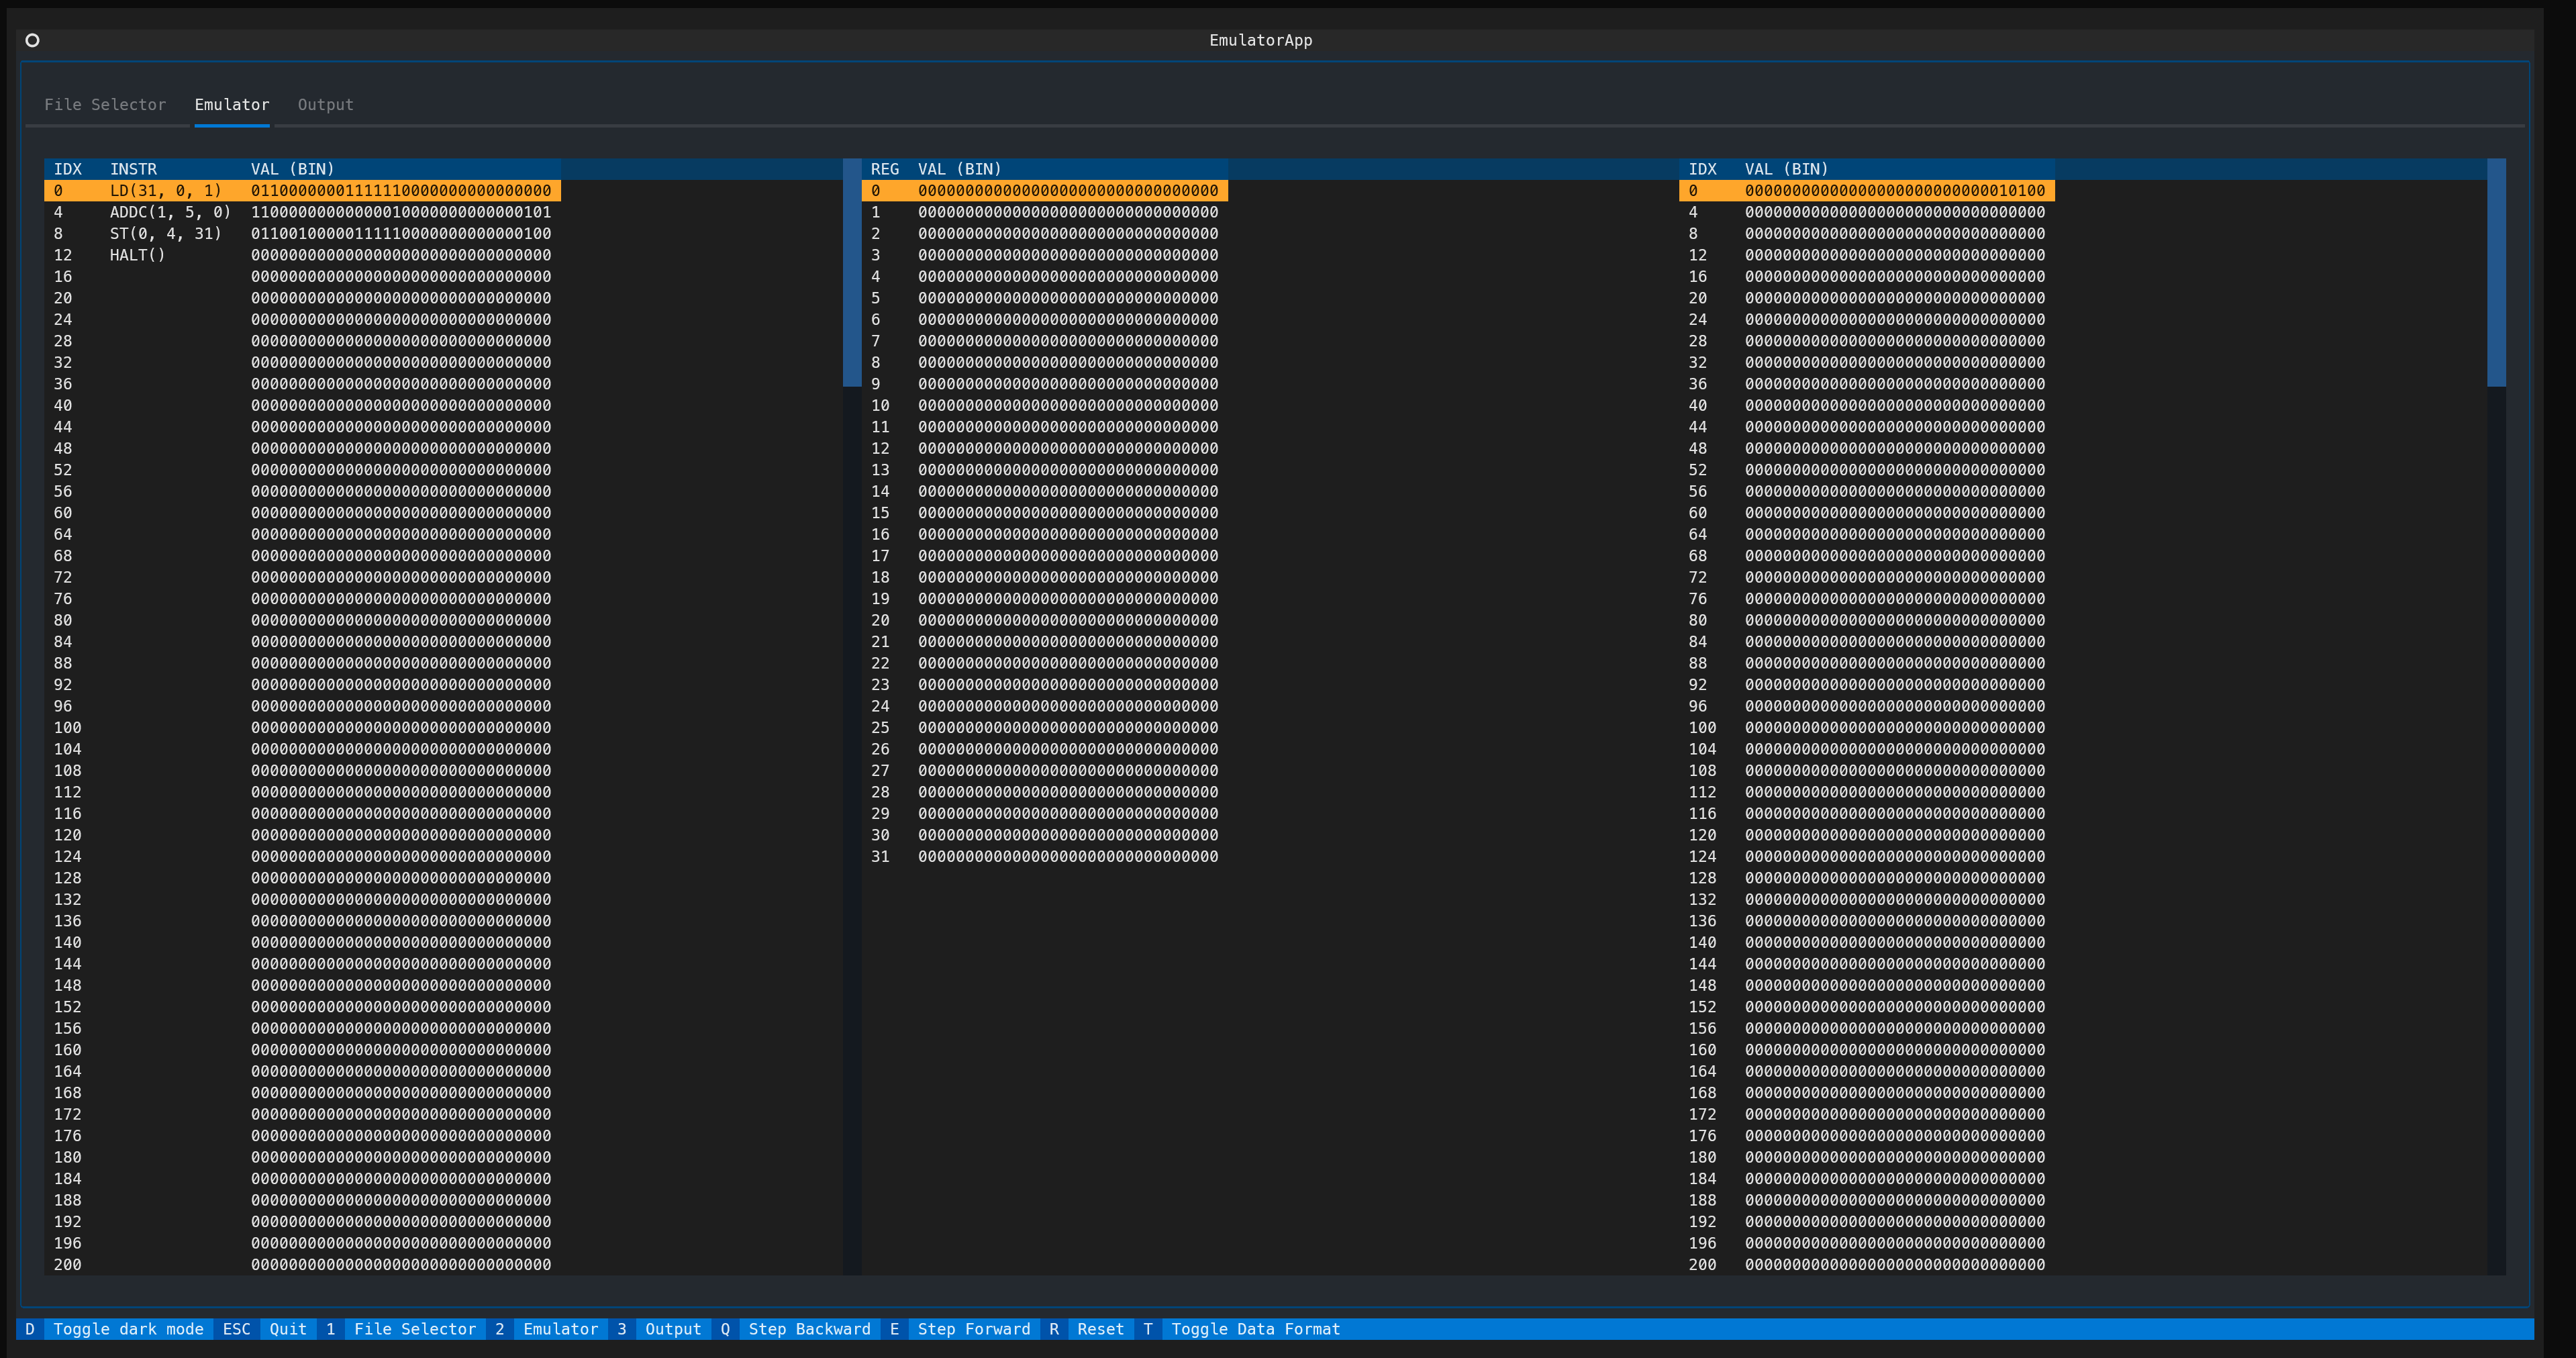 EmulatorApp
File Selector Emulator Output
IDX INSTR VAL (BIN) REG VAL (BIN) IDX VAL (BIN)
0 LD(31, 0, 1) 01100000001111110000000000000000 0 00000000000000000000000000000000 0 00000000000000000000000000010100
4 ADDC(1, 5, 0) 11000000000000010000000000000101 1 00000000000000000000000000000000 4 00000000000000000000000000000000
8 ST(0, 4, 31) 01100100000111110000000000000100 2 00000000000000000000000000000000 8 00000000000000000000000000000000
12 HALT() 00000000000000000000000000000000 3 00000000000000000000000000000000 12 00000000000000000000000000000000
16 00000000000000000000000000000000 4 00000000000000000000000000000000 16 00000000000000000000000000000000
20 00000000000000000000000000000000 5 00000000000000000000000000000000 20 00000000000000000000000000000000
24 00000000000000000000000000000000 6 00000000000000000000000000000000 24 00000000000000000000000000000000
28 00000000000000000000000000000000 7 00000000000000000000000000000000 28 00000000000000000000000000000000
32 00000000000000000000000000000000 8 00000000000000000000000000000000 32 00000000000000000000000000000000
36 00000000000000000000000000000000 9 00000000000000000000000000000000 36 00000000000000000000000000000000
40 00000000000000000000000000000000 10 00000000000000000000000000000000 40 00000000000000000000000000000000
44 00000000000000000000000000000000 11 00000000000000000000000000000000 44 00000000000000000000000000000000
48 00000000000000000000000000000000 12 00000000000000000000000000000000 48 00000000000000000000000000000000
52 00000000000000000000000000000000 13 00000000000000000000000000000000 52 00000000000000000000000000000000
56 00000000000000000000000000000000 14 00000000000000000000000000000000 56 00000000000000000000000000000000
60 00000000000000000000000000000000 15 00000000000000000000000000000000 60 00000000000000000000000000000000
64 00000000000000000000000000000000 16 00000000000000000000000000000000 64 00000000000000000000000000000000
68 00000000000000000000000000000000 17 00000000000000000000000000000000 68 00000000000000000000000000000000
72 00000000000000000000000000000000 18 00000000000000000000000000000000 72 00000000000000000000000000000000
76 00000000000000000000000000000000 19 00000000000000000000000000000000 76 00000000000000000000000000000000
80 00000000000000000000000000000000 20 00000000000000000000000000000000 80 00000000000000000000000000000000
84 00000000000000000000000000000000 21 00000000000000000000000000000000 84 00000000000000000000000000000000
88 00000000000000000000000000000000 22 00000000000000000000000000000000 88 00000000000000000000000000000000
92 00000000000000000000000000000000 23 00000000000000000000000000000000 92 00000000000000000000000000000000
96 00000000000000000000000000000000 24 00000000000000000000000000000000 96 00000000000000000000000000000000
100 00000000000000000000000000000000 25 00000000000000000000000000000000 100 00000000000000000000000000000000
104 00000000000000000000000000000000 26 00000000000000000000000000000000 104 00000000000000000000000000000000
108 00000000000000000000000000000000 27 00000000000000000000000000000000 108 00000000000000000000000000000000
112 00000000000000000000000000000000 28 00000000000000000000000000000000 112 00000000000000000000000000000000
116 00000000000000000000000000000000 29 00000000000000000000000000000000 116 00000000000000000000000000000000
120 00000000000000000000000000000000 30 00000000000000000000000000000000 120 00000000000000000000000000000000
124 00000000000000000000000000000000 31 00000000000000000000000000000000 124 00000000000000000000000000000000
128 00000000000000000000000000000000 128 00000000000000000000000000000000
132 00000000000000000000000000000000 132 00000000000000000000000000000000
136 00000000000000000000000000000000 136 00000000000000000000000000000000
140 00000000000000000000000000000000 140 00000000000000000000000000000000
144 00000000000000000000000000000000 144 00000000000000000000000000000000
148 00000000000000000000000000000000 148 00000000000000000000000000000000
152 00000000000000000000000000000000 152 00000000000000000000000000000000
156 00000000000000000000000000000000 156 00000000000000000000000000000000
160 00000000000000000000000000000000 160 00000000000000000000000000000000
164 00000000000000000000000000000000 164 00000000000000000000000000000000
168 00000000000000000000000000000000 168 00000000000000000000000000000000
172 00000000000000000000000000000000 172 00000000000000000000000000000000
176 00000000000000000000000000000000 176 00000000000000000000000000000000
180 00000000000000000000000000000000 180 00000000000000000000000000000000
184 00000000000000000000000000000000 184 00000000000000000000000000000000
188 00000000000000000000000000000000 188 00000000000000000000000000000000
192 00000000000000000000000000000000 192 00000000000000000000000000000000
196 00000000000000000000000000000000 196 00000000000000000000000000000000
200 00000000000000000000000000000000 200 00000000000000000000000000000000
D Toggle dark mode ESC Quit 1 File Selector 2 Emulator 3 Output Q Step Backward E Step Forward R Reset T Toggle Data Format